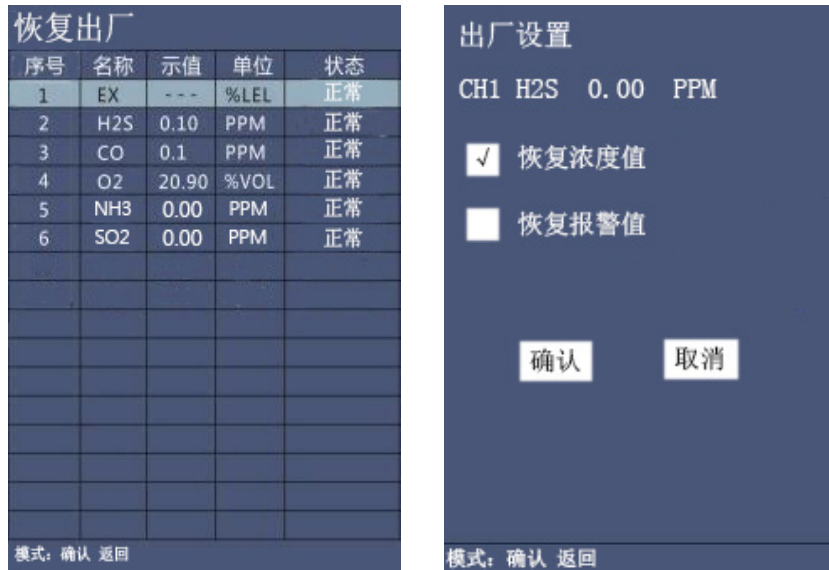 恢复出厂
序号 名称 示值 单位 状态
1 EX --- %LEL 正常
2 H2S 0.10 PPM 正常
3 CO 0.1 PPM 正常
4 O2 20.90 %VOL 正常
5 NH3 0.00 PPM 正常
6 SO2 0.00 PPM 正常
模式: 确认 返回
出厂设置
CH1 H2S 0.00 PPM
√ 恢复浓度值
恢复报警值
确认 取消
模式: 确认 返回